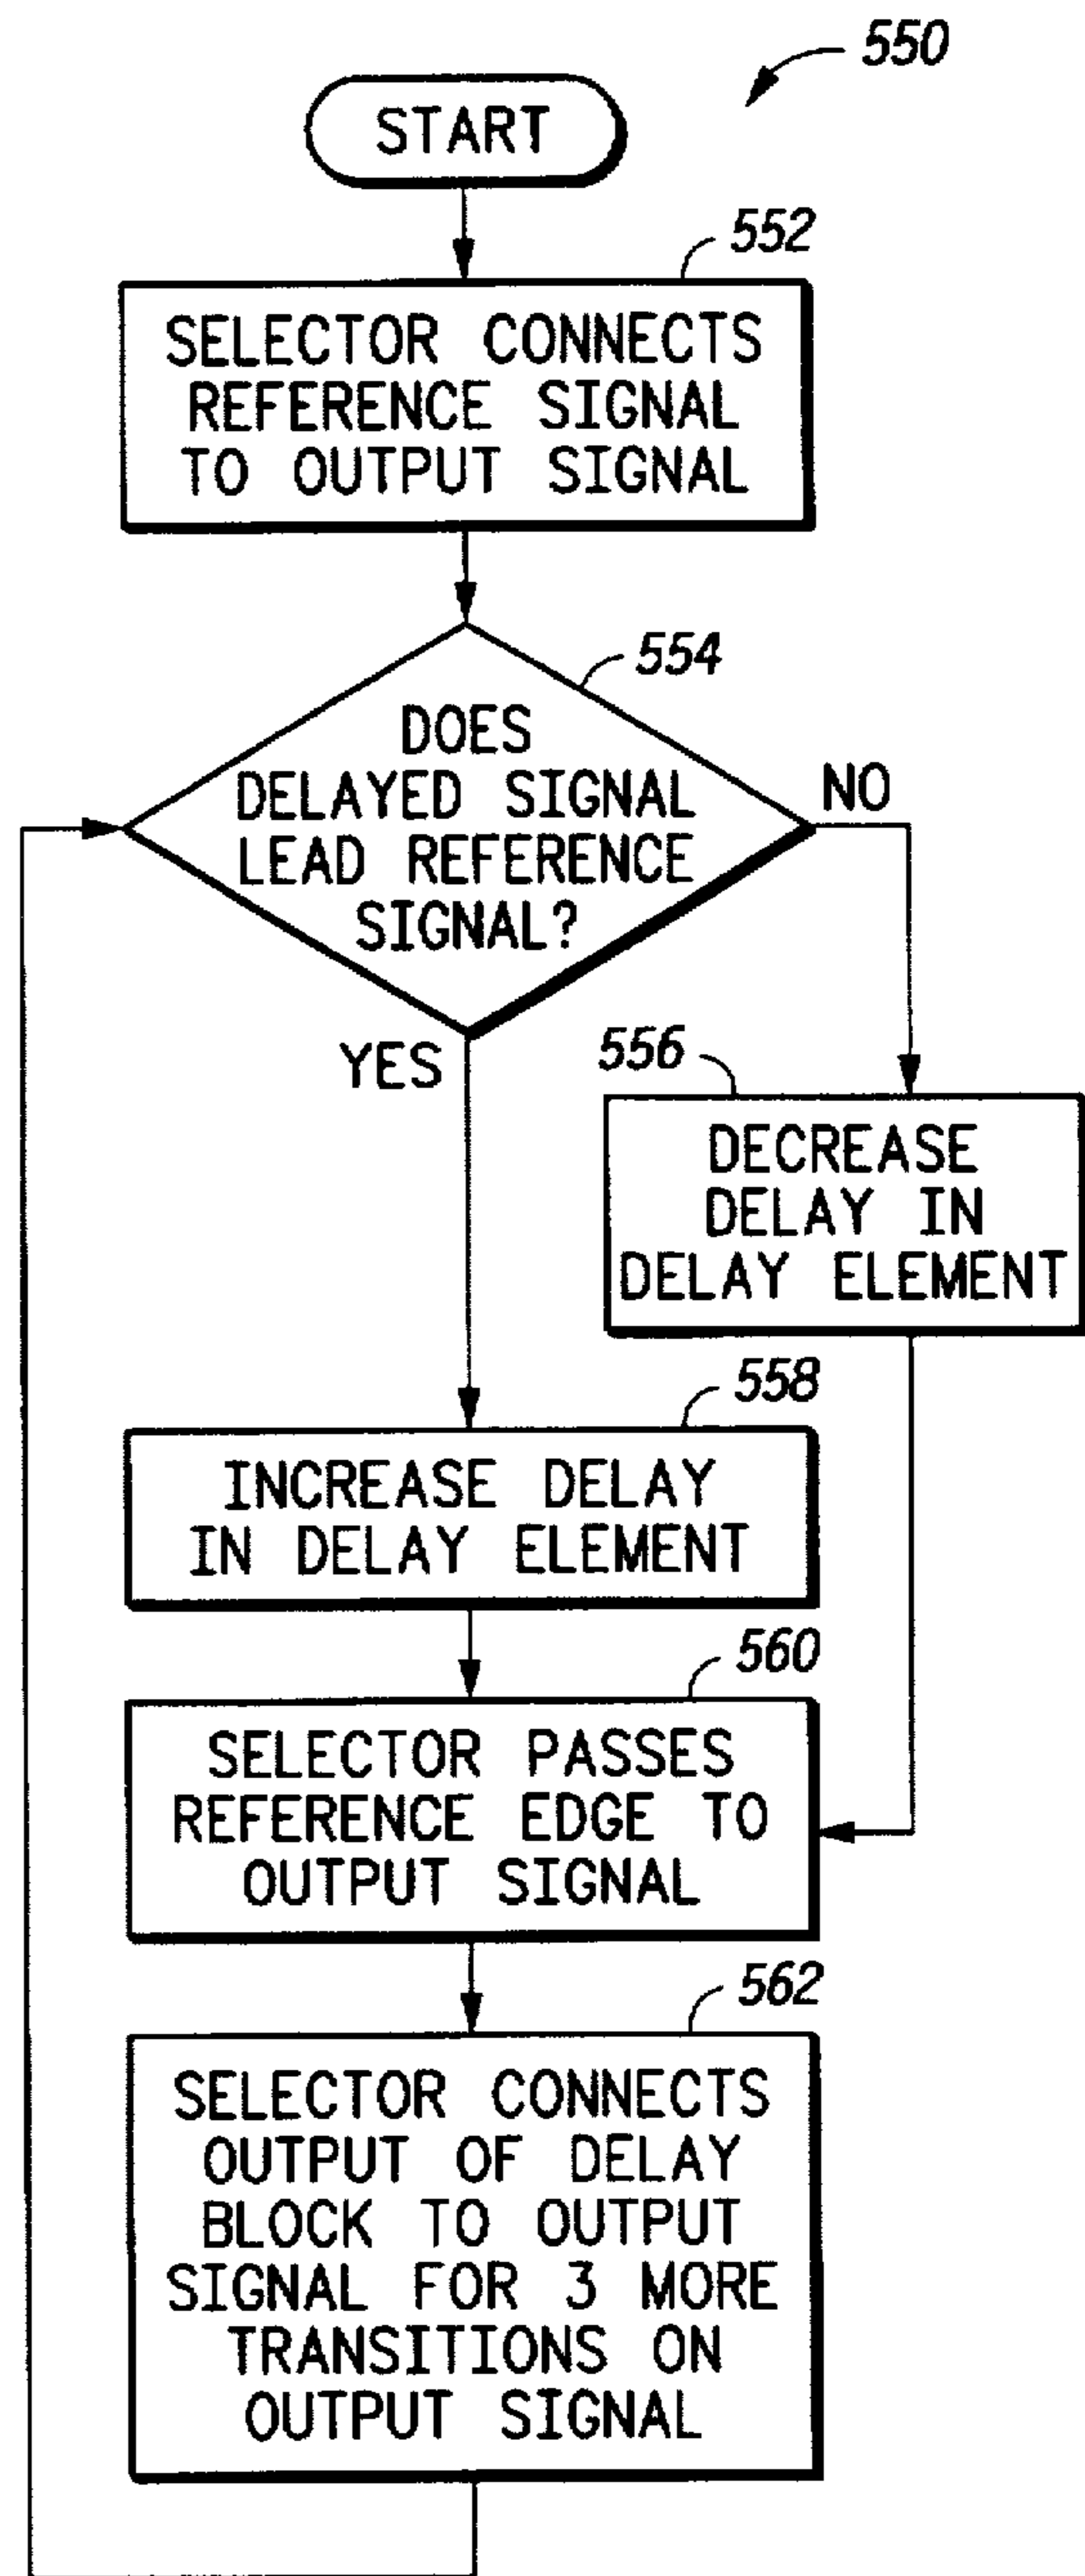 550
START
552
SELECTOR CONNECTS
REFERENCE SIGNAL
TO OUTPUT SIGNAL
554
DOES
DELAYED SIGNAL
LEAD REFERENCE
SIGNAL?
NO
YES
556
DECREASE
DELAY IN
DELAY ELEMENT
558
INCREASE DELAY
IN DELAY ELEMENT
560
SELECTOR PASSES
REFERENCE EDGE TO
OUTPUT SIGNAL
562
SELECTOR CONNECTS
OUTPUT OF DELAY
BLOCK TO OUTPUT
SIGNAL FOR 3 MORE
TRANSITIONS ON
OUTPUT SIGNAL